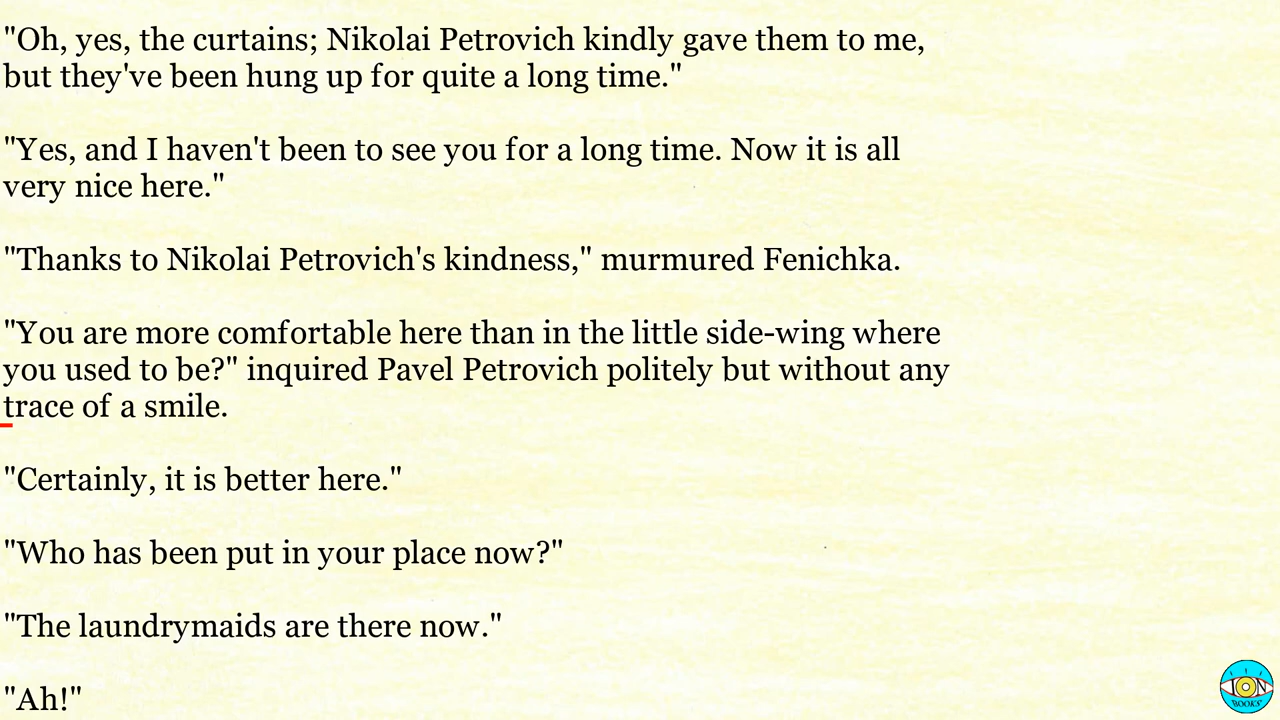 "Oh, yes, the curtains; Nikolai Petrovich kindly gave them to me,
but they've been hung up for quite a long time."
"Yes, and I haven't been to see you for a long time. Now it is all
very nice here."
"Thanks to Nikolai Petrovich's kindness," murmured Fenichka.
"You are more comfortable here than in the little side-wing where
you used to be?" inquired Pavel Petrovich politely but without any
trace of a smile.
"Certainly, it is better here."
"Who has been put in your place now?"
"The laundrymaids are there now."
"Ah!"
ION
BOOKS